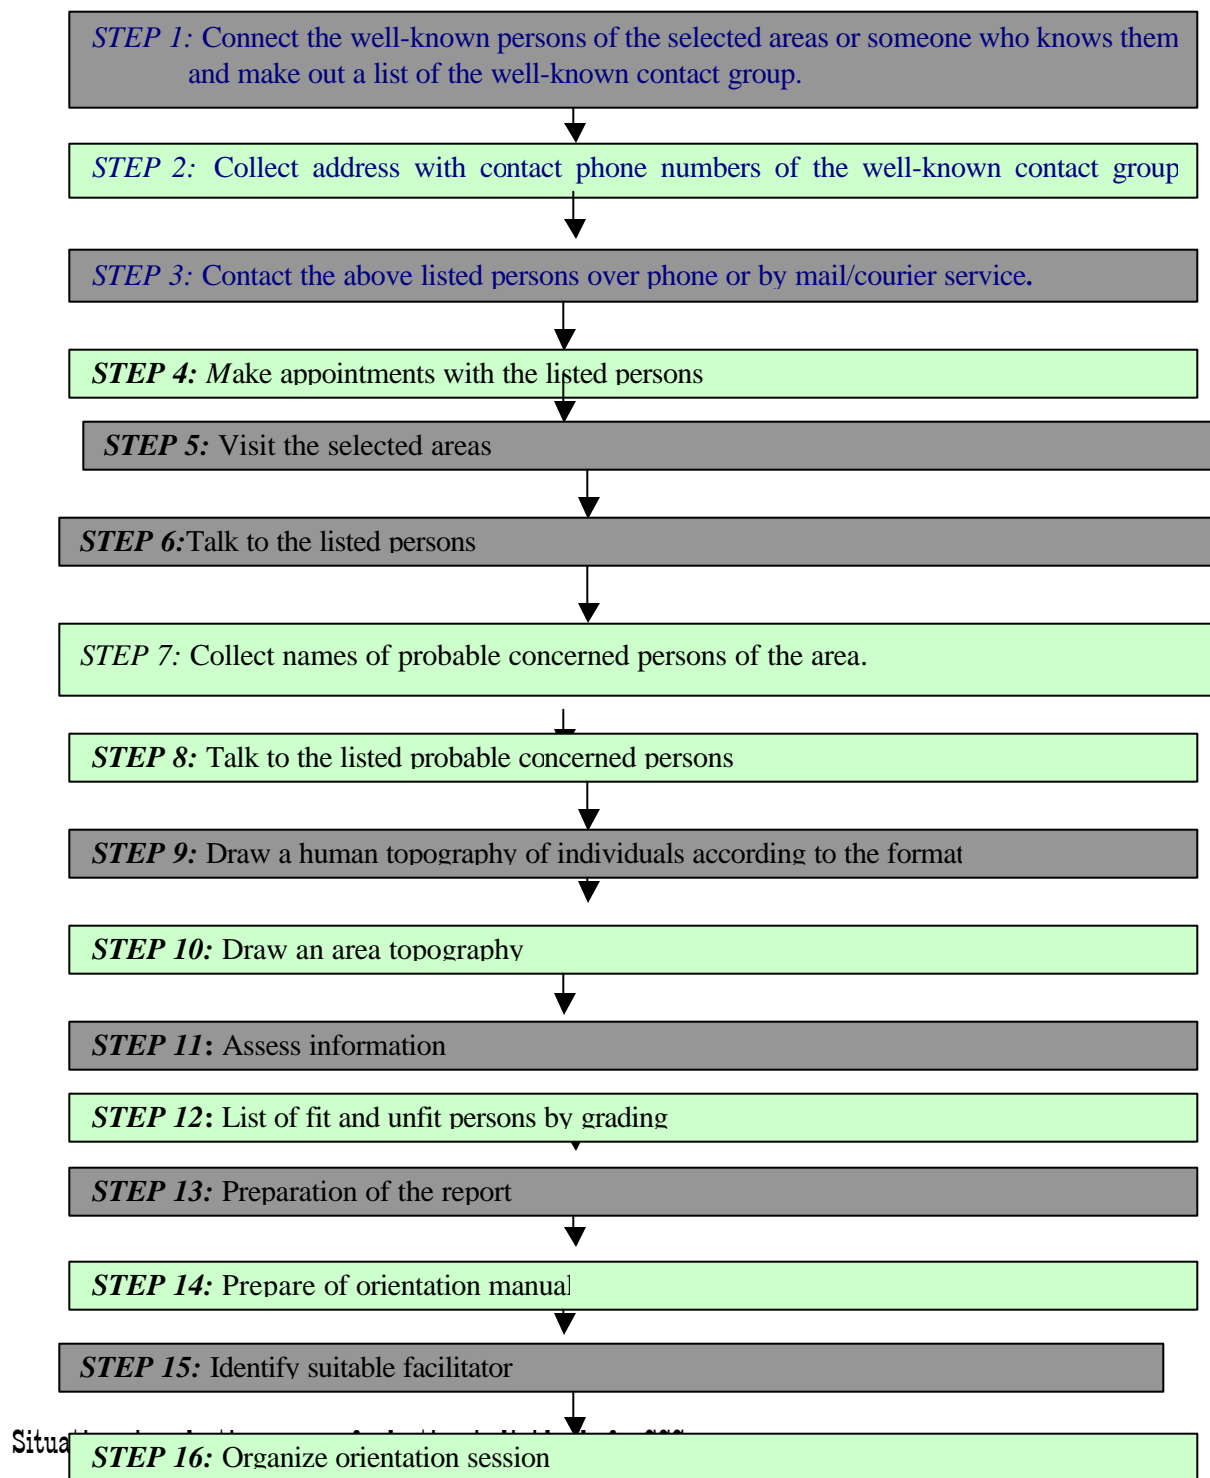 STEP 1: Connect the well-known persons of the selected areas or someone who knows them
and make out a list of the well-known contact group.
STEP 2: Collect address with contact phone numbers of the well-known contact group
STEP 3: Contact the above listed persons over phone or by mail/courier service.
STEP 4: Make appointments with the listed persons
STEP 5: Visit the selected areas
STEP 6:Talk to the listed persons
STEP 7: Collect names of probable concerned persons of the area.
STEP 8: Talk to the listed probable concerned persons
STEP 9: Draw a human topography of individuals according to the format
STEP 10: Draw an area topography
STEP 11: Assess information
STEP 12: List of fit and unfit persons by grading
STEP 13: Preparation of the report
STEP 14: Prepare of orientation manual
STEP 15: Identify suitable facilitator
STEP 16: Organize orientation session